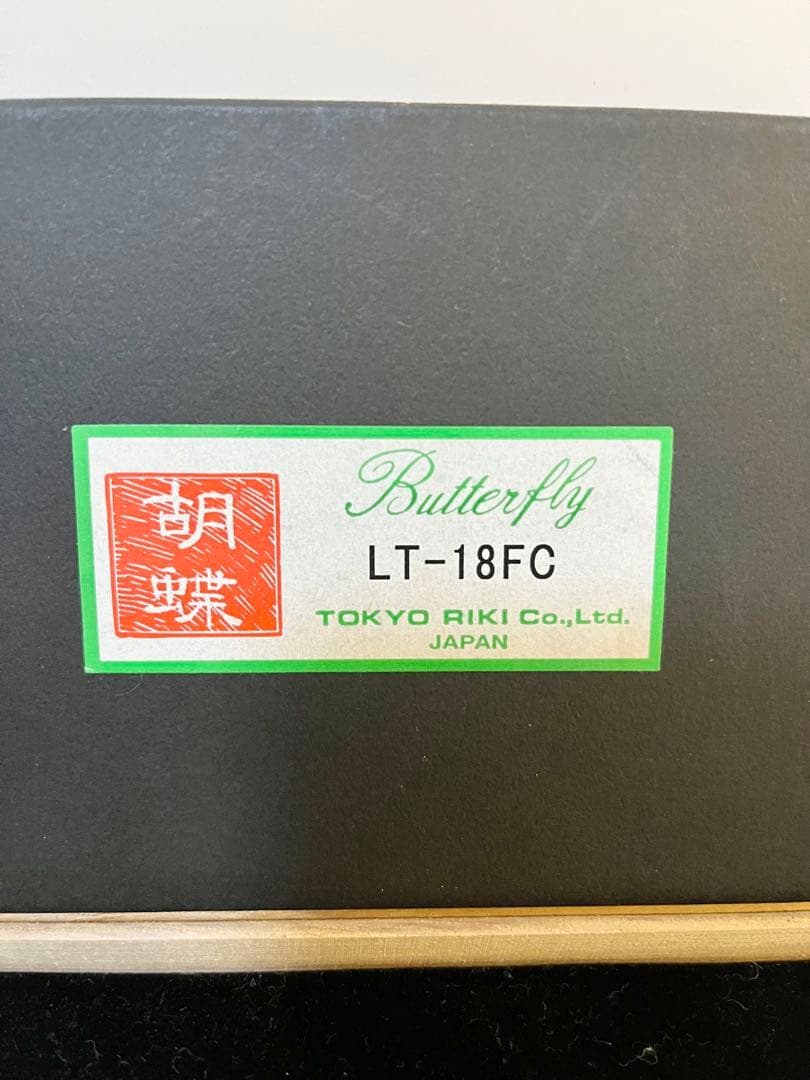 胡
蝶
Butterfly
LT-18FC
TOKYO RIKI Co.,Ltd.
JAPAN